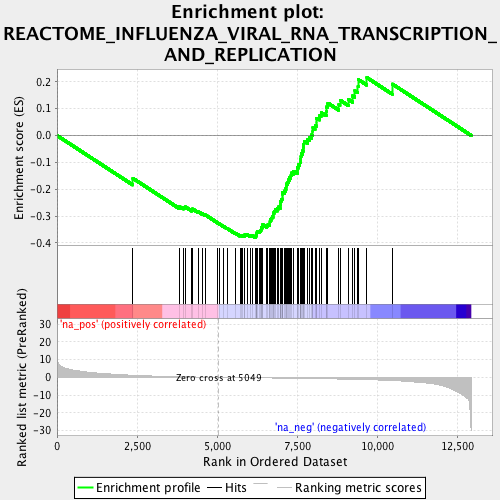 Enrichment plot:
REACTOME_INFLUENZA_VIRAL_RNA_TRANSCRIPTION_
AND_REPLICATION
Enrichment score (ES)
0.2
0.1
0.0
-0.1
-0.2
-0.3
-0.4
Ranked list metric (PreRanked)
30
20
10
0
-10
-20
-30
'na_pos' (positively correlated)
Zero cross at 5049
'na_neg' (negatively correlated)
0
2,500
5,000
7,500
10,000
12,500
Rank in Ordered Dataset
Enrichment profile
Hits
Ranking metric scores